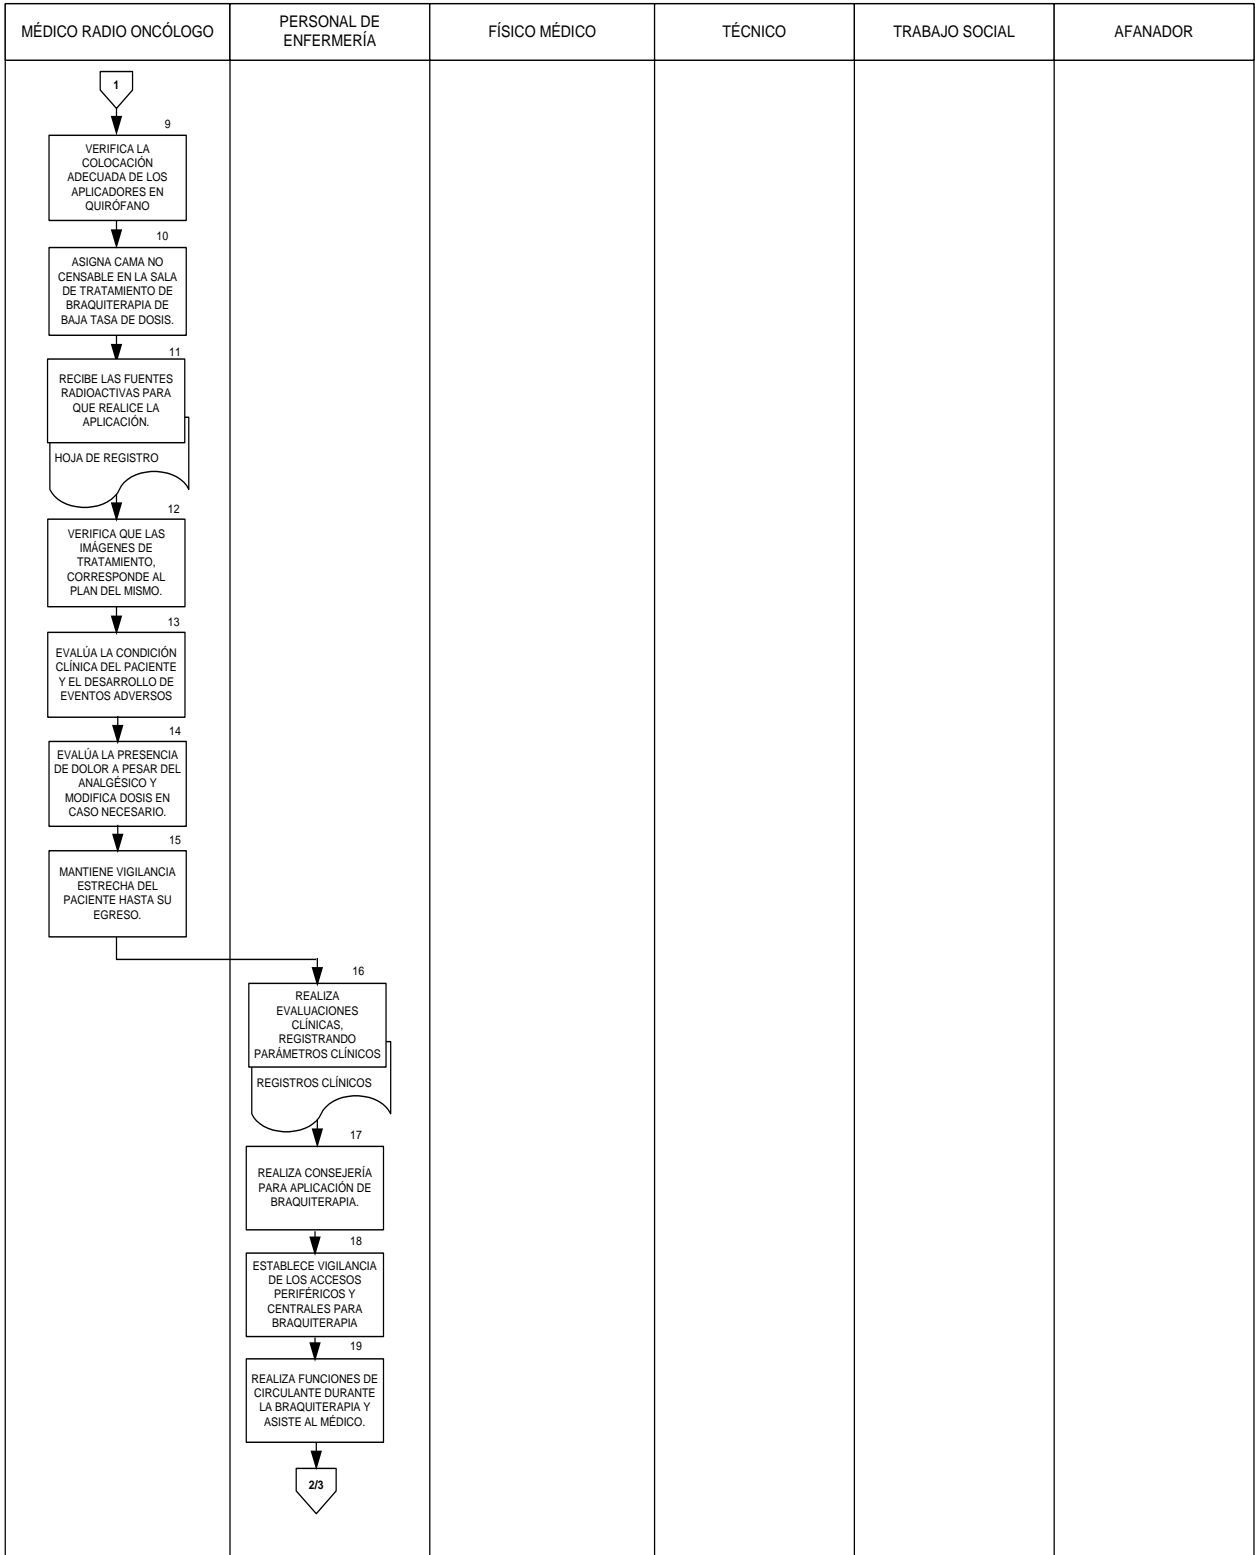 MÉDICO RADIO ONCÓLOGO
PERSONAL DE
ENFERMERÍA
FÍSICO MÉDICO
TÉCNICO
TRABAJO SOCIAL
AFANADOR
1
9
VERIFICA LA
COLOCACIÓN
ADECUADA DE LOS
APLICADORES EN
QUIRÓFANO
10
ASIGNA CAMA NO
CENSABLE EN LA SALA
DE TRATAMIENTO DE
BRAQUITERAPIA DE
BAJA TASA DE DOSIS.
11
RECIBE LAS FUENTES
RADIOACTIVAS PARA
QUE REALICE LA
APLICACIÓN.
HOJA DE REGISTRO
12
VERIFICA QUE LAS
IMÁGENES DE
TRATAMIENTO,
CORRESPONDE AL
PLAN DEL MISMO.
13
EVALÚA LA CONDICIÓN
CLÍNICA DEL PACIENTE
Y EL DESARROLLO DE
EVENTOS ADVERSOS
14
EVALÚA LA PRESENCIA
DE DOLOR A PESAR DEL
ANALGÉSICO Y
MODIFICA DOSIS EN
CASO NECESARIO.
15
MANTIENE VIGILANCIA
ESTRECHA DEL
PACIENTE HASTA SU
EGRESO.
16
REALIZA
EVALUACIONES
CLÍNICAS,
REGISTRANDO
PARÁMETROS CLÍNICOS
REGISTROS CLÍNICOS
17
REALIZA CONSEJERÍA
PARA APLICACIÓN DE
BRAQUITERAPIA.
18
ESTABLECE VIGILANCIA
DE LOS ACCESOS
PERIFÉRICOS Y
CENTRALES PARA
BRAQUITERAPIA
19
REALIZA FUNCIONES DE
CIRCULANTE DURANTE
LA BRAQUITERAPIA Y
ASISTE AL MÉDICO.
2/3